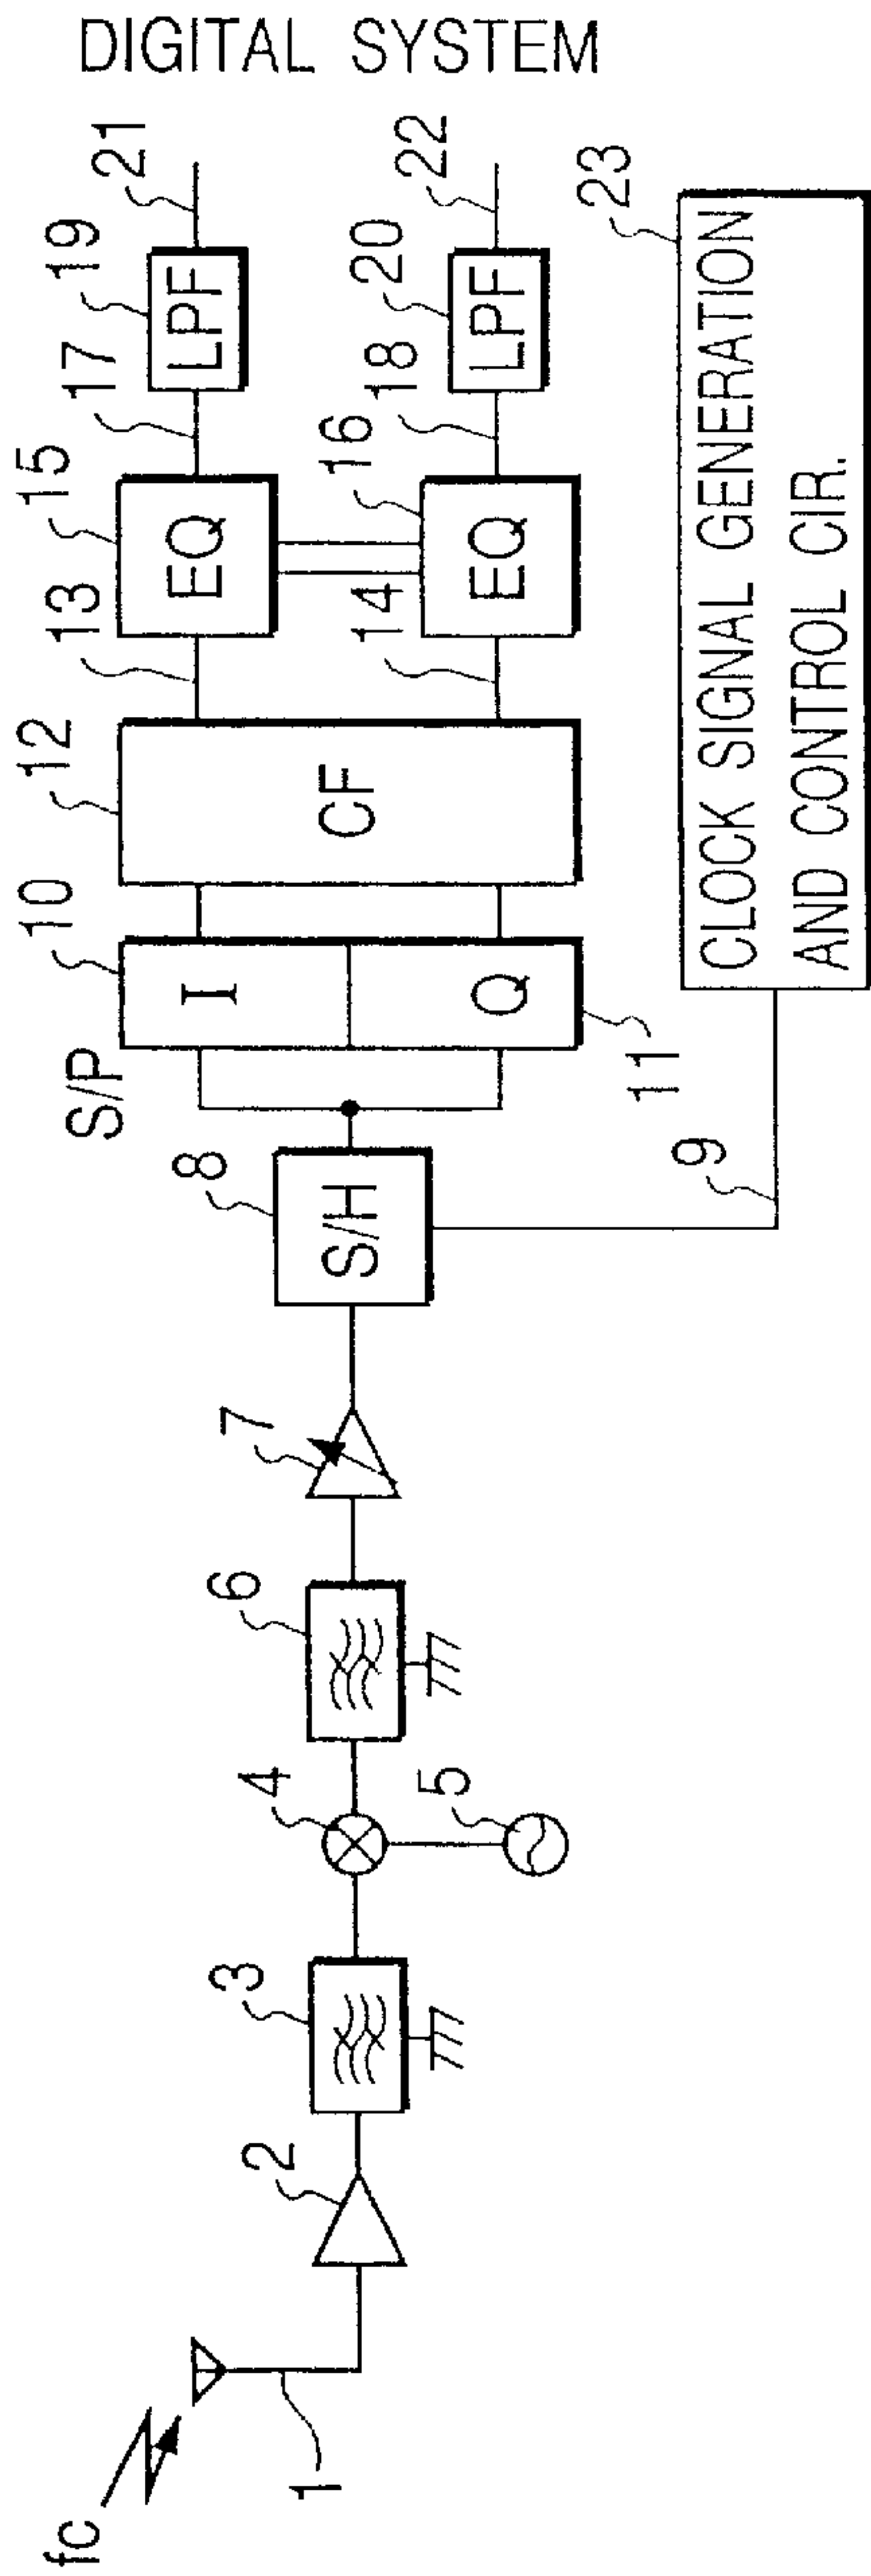 DIGITAL SYSTEM
fc
1
2
3
4
5
6
7
8
S/H
9
S/P
10
I
Q
11
12
CF
13
14
15
EQ
16
EQ
17
18
19
LPF
20
LPF
21
22
23
CLOCK SIGNAL GENERATION
AND CONTROL CIR.